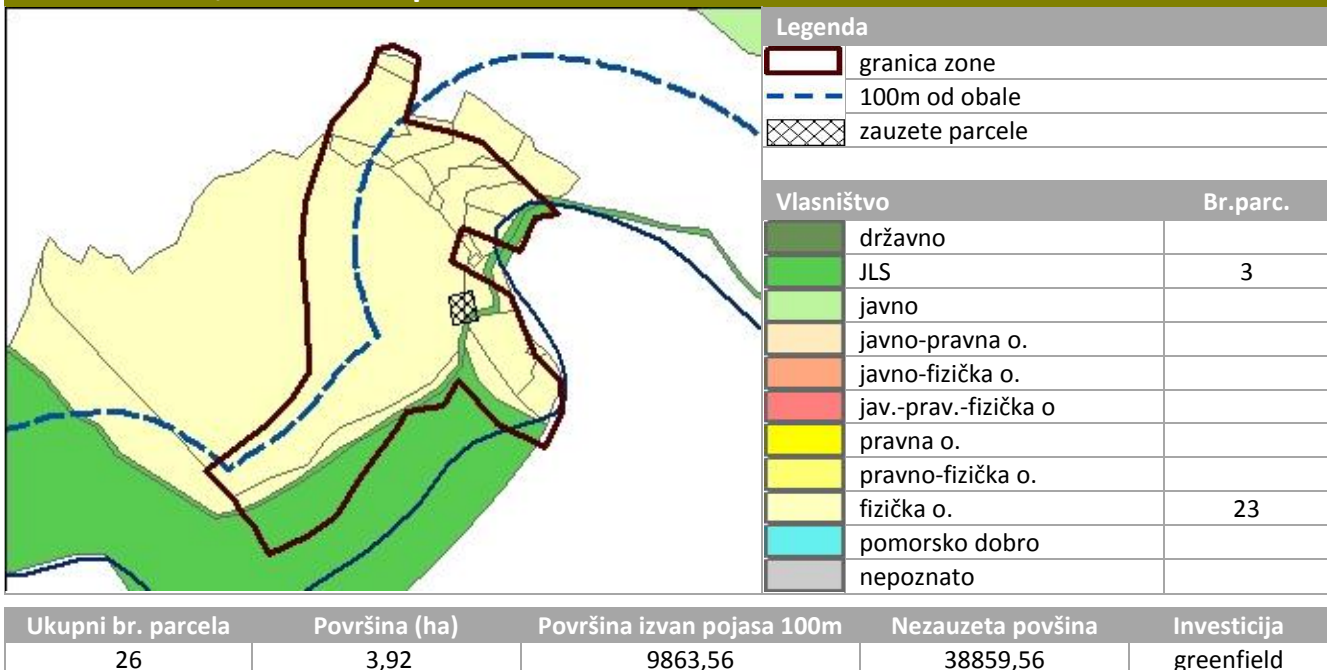 Legenda
granica zone
100m od obale
zauzete parcele
Vlasništvo Br.parc.
državno
JLS 3
javno
javno-pravna o.
javno-fizička o.
jav.-prav.-fizička o
pravna o.
pravno-fizička o.
fizička o. 23
pomorsko dobro
nepoznato
Ukupni br. parcela Površina (ha) Površina izvan pojasa 100m Nezauzeta povšina Investicija
26 3,92 9863,56 38859,56 greenfield